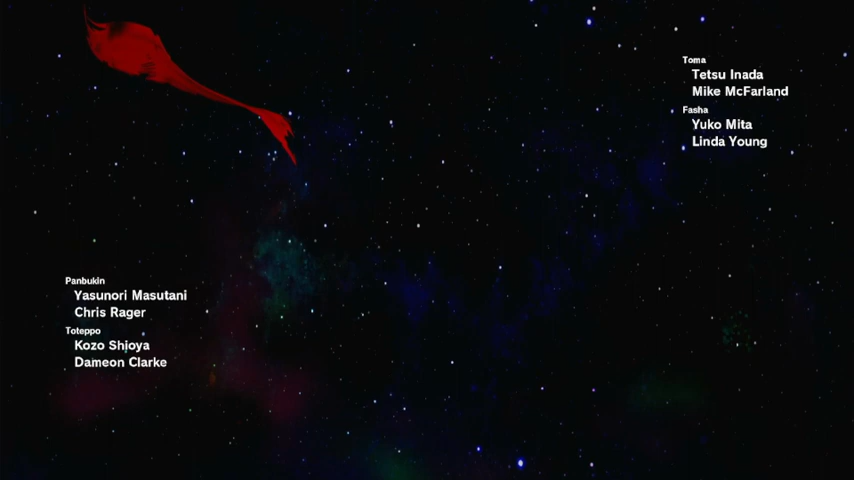 Toma
Tetsu Inada
Mike McFarland
Fasha
Yuko Mita
Linda Young
Panbukin
Yasunori Masutani
Chris Rager
Toteppo
Kozo Shioya
Dameon Clarke